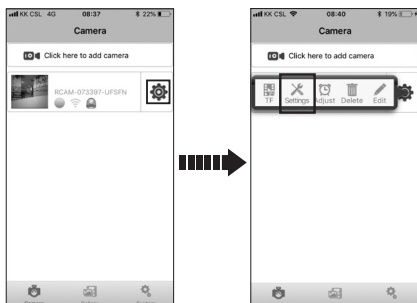 KK CSL 4G 08:37 22%
Camera
Click here to add camera
RCAM-073397-UFSFN
KK CSL 08:40 19%
Camera
Click here to add camera
TF Settings Adjust Delete Edit